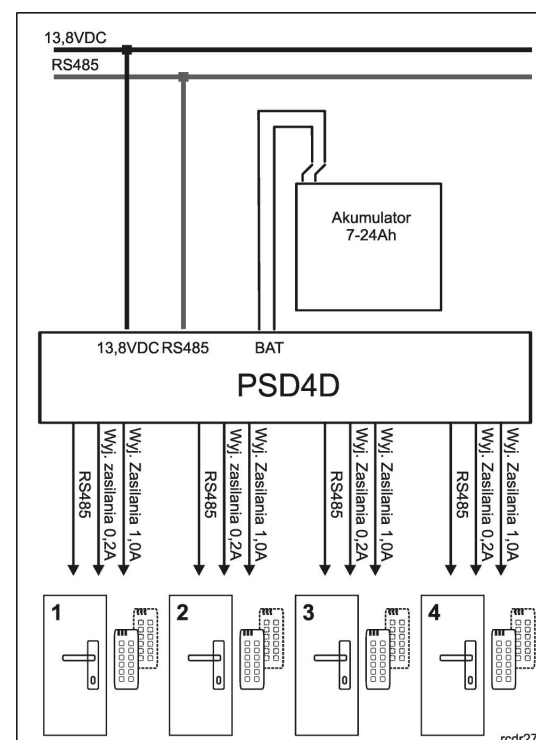 13,8VDC
RS485
Akumulator
7-24Ah
13,8VDC RS485 BAT
PSD4D
RS485
Wyj. zasilania 0,2A
Wyj. Zasilania 1,0A
RS485
Wyj. zasilania 0,2A
Wyj. Zasilania 1,0A
RS485
Wyj. Zasilania 0,2A
Wyj. Zasilania 1,0A
RS485
Wyj. Zasilania 0,2A
Wyj. Zasilania 1,0A
1
2
3
4
rcdr27